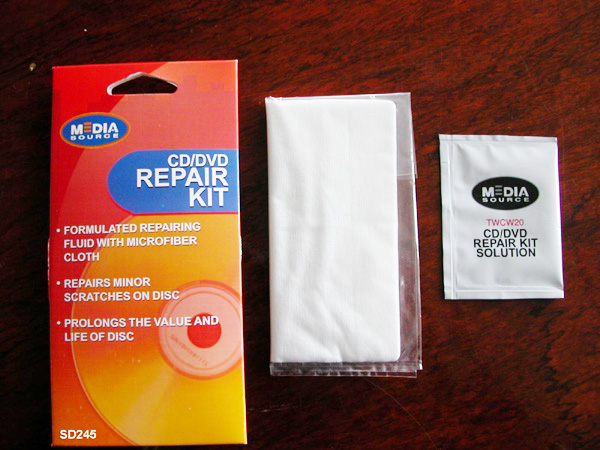 MEDIA
SOURCE
CD/DVD
REPAIR
KIT
• FORMULATED REPAIRING
FLUID WITH MICROFIBER
CLOTH
• REPAIRS MINOR
SCRATCHES ON DISC
• PROLONGS THE VALUE AND
LIFE OF DISC
SD245
MEDIA
SOURCE
TWCW20
CD/DVD
REPAIR KIT
SOLUTION